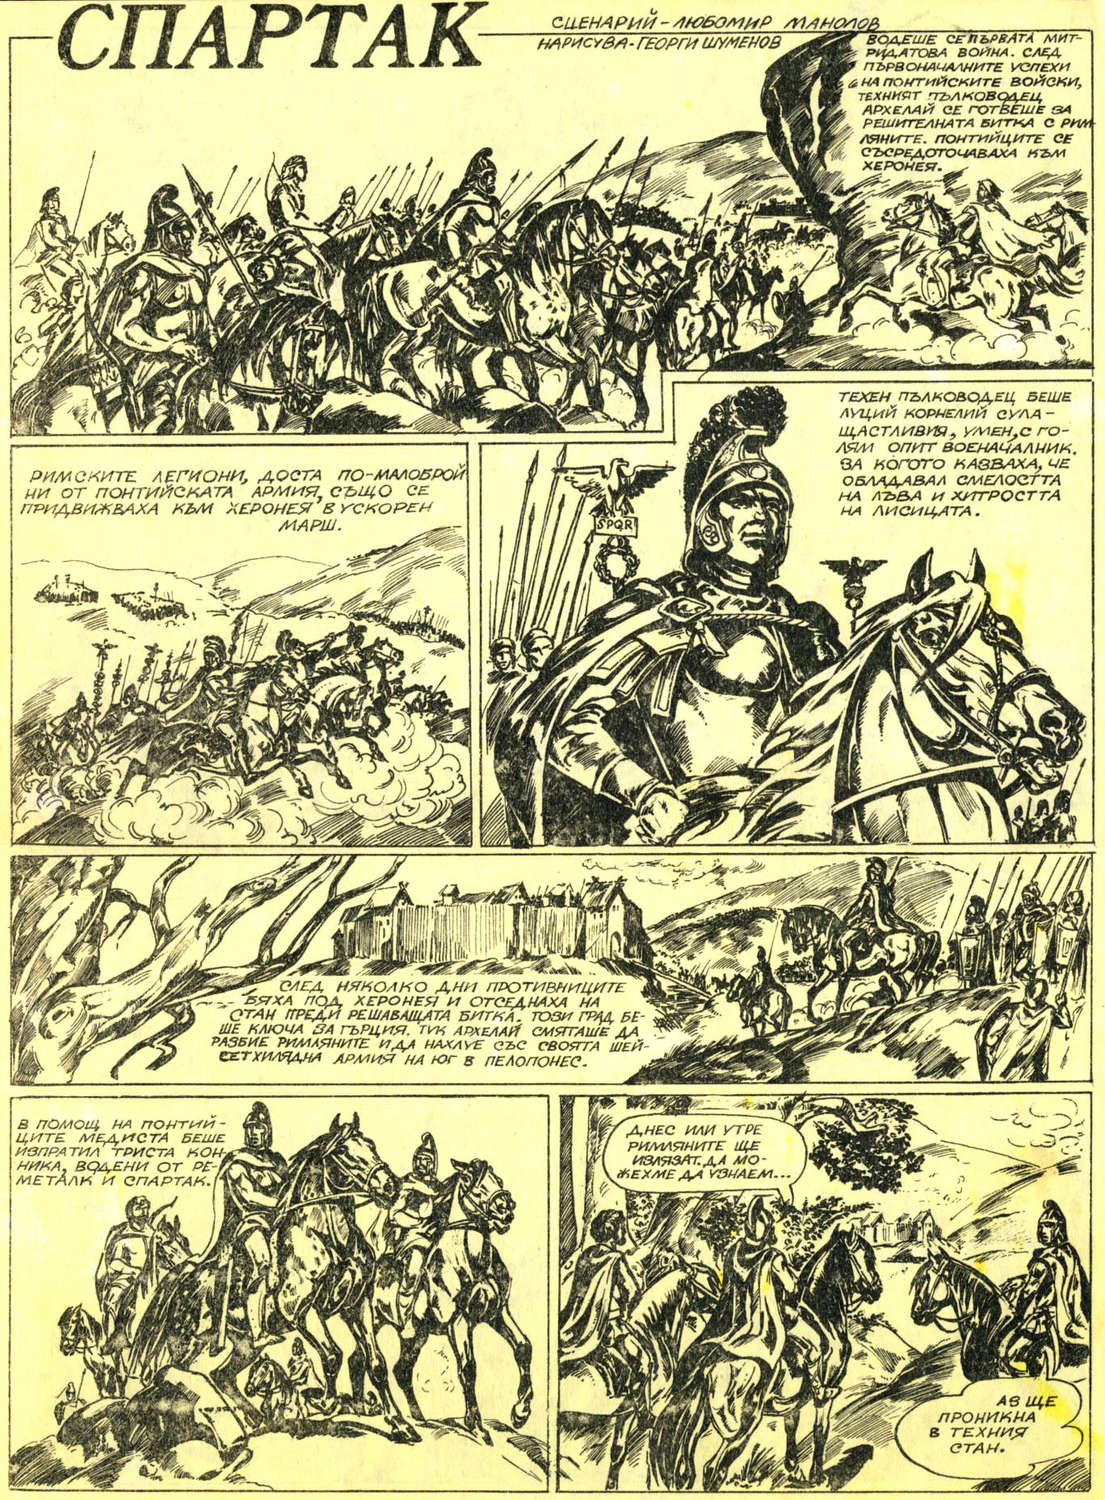 СПАРТАК
СЦЕНАРИЙ-ЛЮБОМИР МАНОЛОВ
НАРИСУВА-ГЕОРГИ ШУМЕНОВ
ВОДЕШЕ СЕ ПЪРВАТА МИТ-
РИДАТОВА ВОЙНА. СЛЕД
ПЪРВОНАЧАЛНИТЕ УСПЕХИ
НА ПОНТИЙСКИТЕ ВОЙСКИ,
ТЕХНИЯТ ПЪЛКОВОДЕЦ
АРХЕЛАЙ СЕ ГОТВЕШЕ ЗА
РЕШИТЕЛНАТА БИТКА С РИМ-
ЛЯНИТЕ. ПОНТИЙЦИТЕ СЕ
СЪСРЕДОТОЧАВАХА КЪМ
ХЕРОНЕЯ.
РИМСКИТЕ ЛЕГИОНИ, ДОСТА ПО-МАЛОБРОЙ
НИ ОТ ПОНТИЙСКАТА АРМИЯ, СЪЩО СЕ
ПРИДВИЖВАХА КЪМ ХЕРОНЕЯ В УСКОРЕН
МАРШ.
ТЕХЕН ПЪЛКОВОДЕЦ БЕШЕ
ЛУЦИЙ КОРНЕЛИЙ СУЛА-
ЩАСТЛИВИЯ, УМЕН, С ГО-
ЛЯМ ОПИТ ВОЕНАЧАЛНИК.
ЗА КОГОТО КАЗВАХА, ЧЕ
ОБЛАДАВАЛ СМЕЛОСТТА
НА ЛЪВА И ХИТРОСТТА
НА ЛИСИЦАТА.
SPQR
СЛЕД НЯКОЛКО ДНИ ПРОТИВНИЦИТЕ
БЯХА ПОД ХЕРОНЕЯ И ОТСЕДНАХА НА
СТАН ПРЕДИ РЕШАВАЩАТА БИТКА. ТОЗИ ГРАД БЕ-
ШЕ КЛЮЧА ЗА ГЪРЦИЯ. ТУК АРХЕЛАЙ СМЯТАШЕ ДА
РАЗБИЕ РИМЛЯНИТЕ И ДА НАХЛУЕ СЪС СВОЯТА ШЕЙ-
СЕТХИЛЯДНА АРМИЯ НА ЮГ В ПЕЛОПОНЕС.
В ПОМОЩ НА ПОНТИЙ-
ЦИТЕ МЕДИСТА БЕШЕ
ИЗПРАТИЛ ТРИСТА КОН-
НИКА, ВОДЕНИ ОТ РЕ-
МЕТАЛК И СПАРТАК.
ДНЕС ИЛИ УТРЕ
РИМЛЯНИТЕ ЩЕ
ИЗЛЯЗАТ. ДА МО-
ЖЕХМЕ ДА УЗНАЕМ...
АЗ ЩЕ
ПРОНИКНА
В ТЕХНИЯ
СТАН.